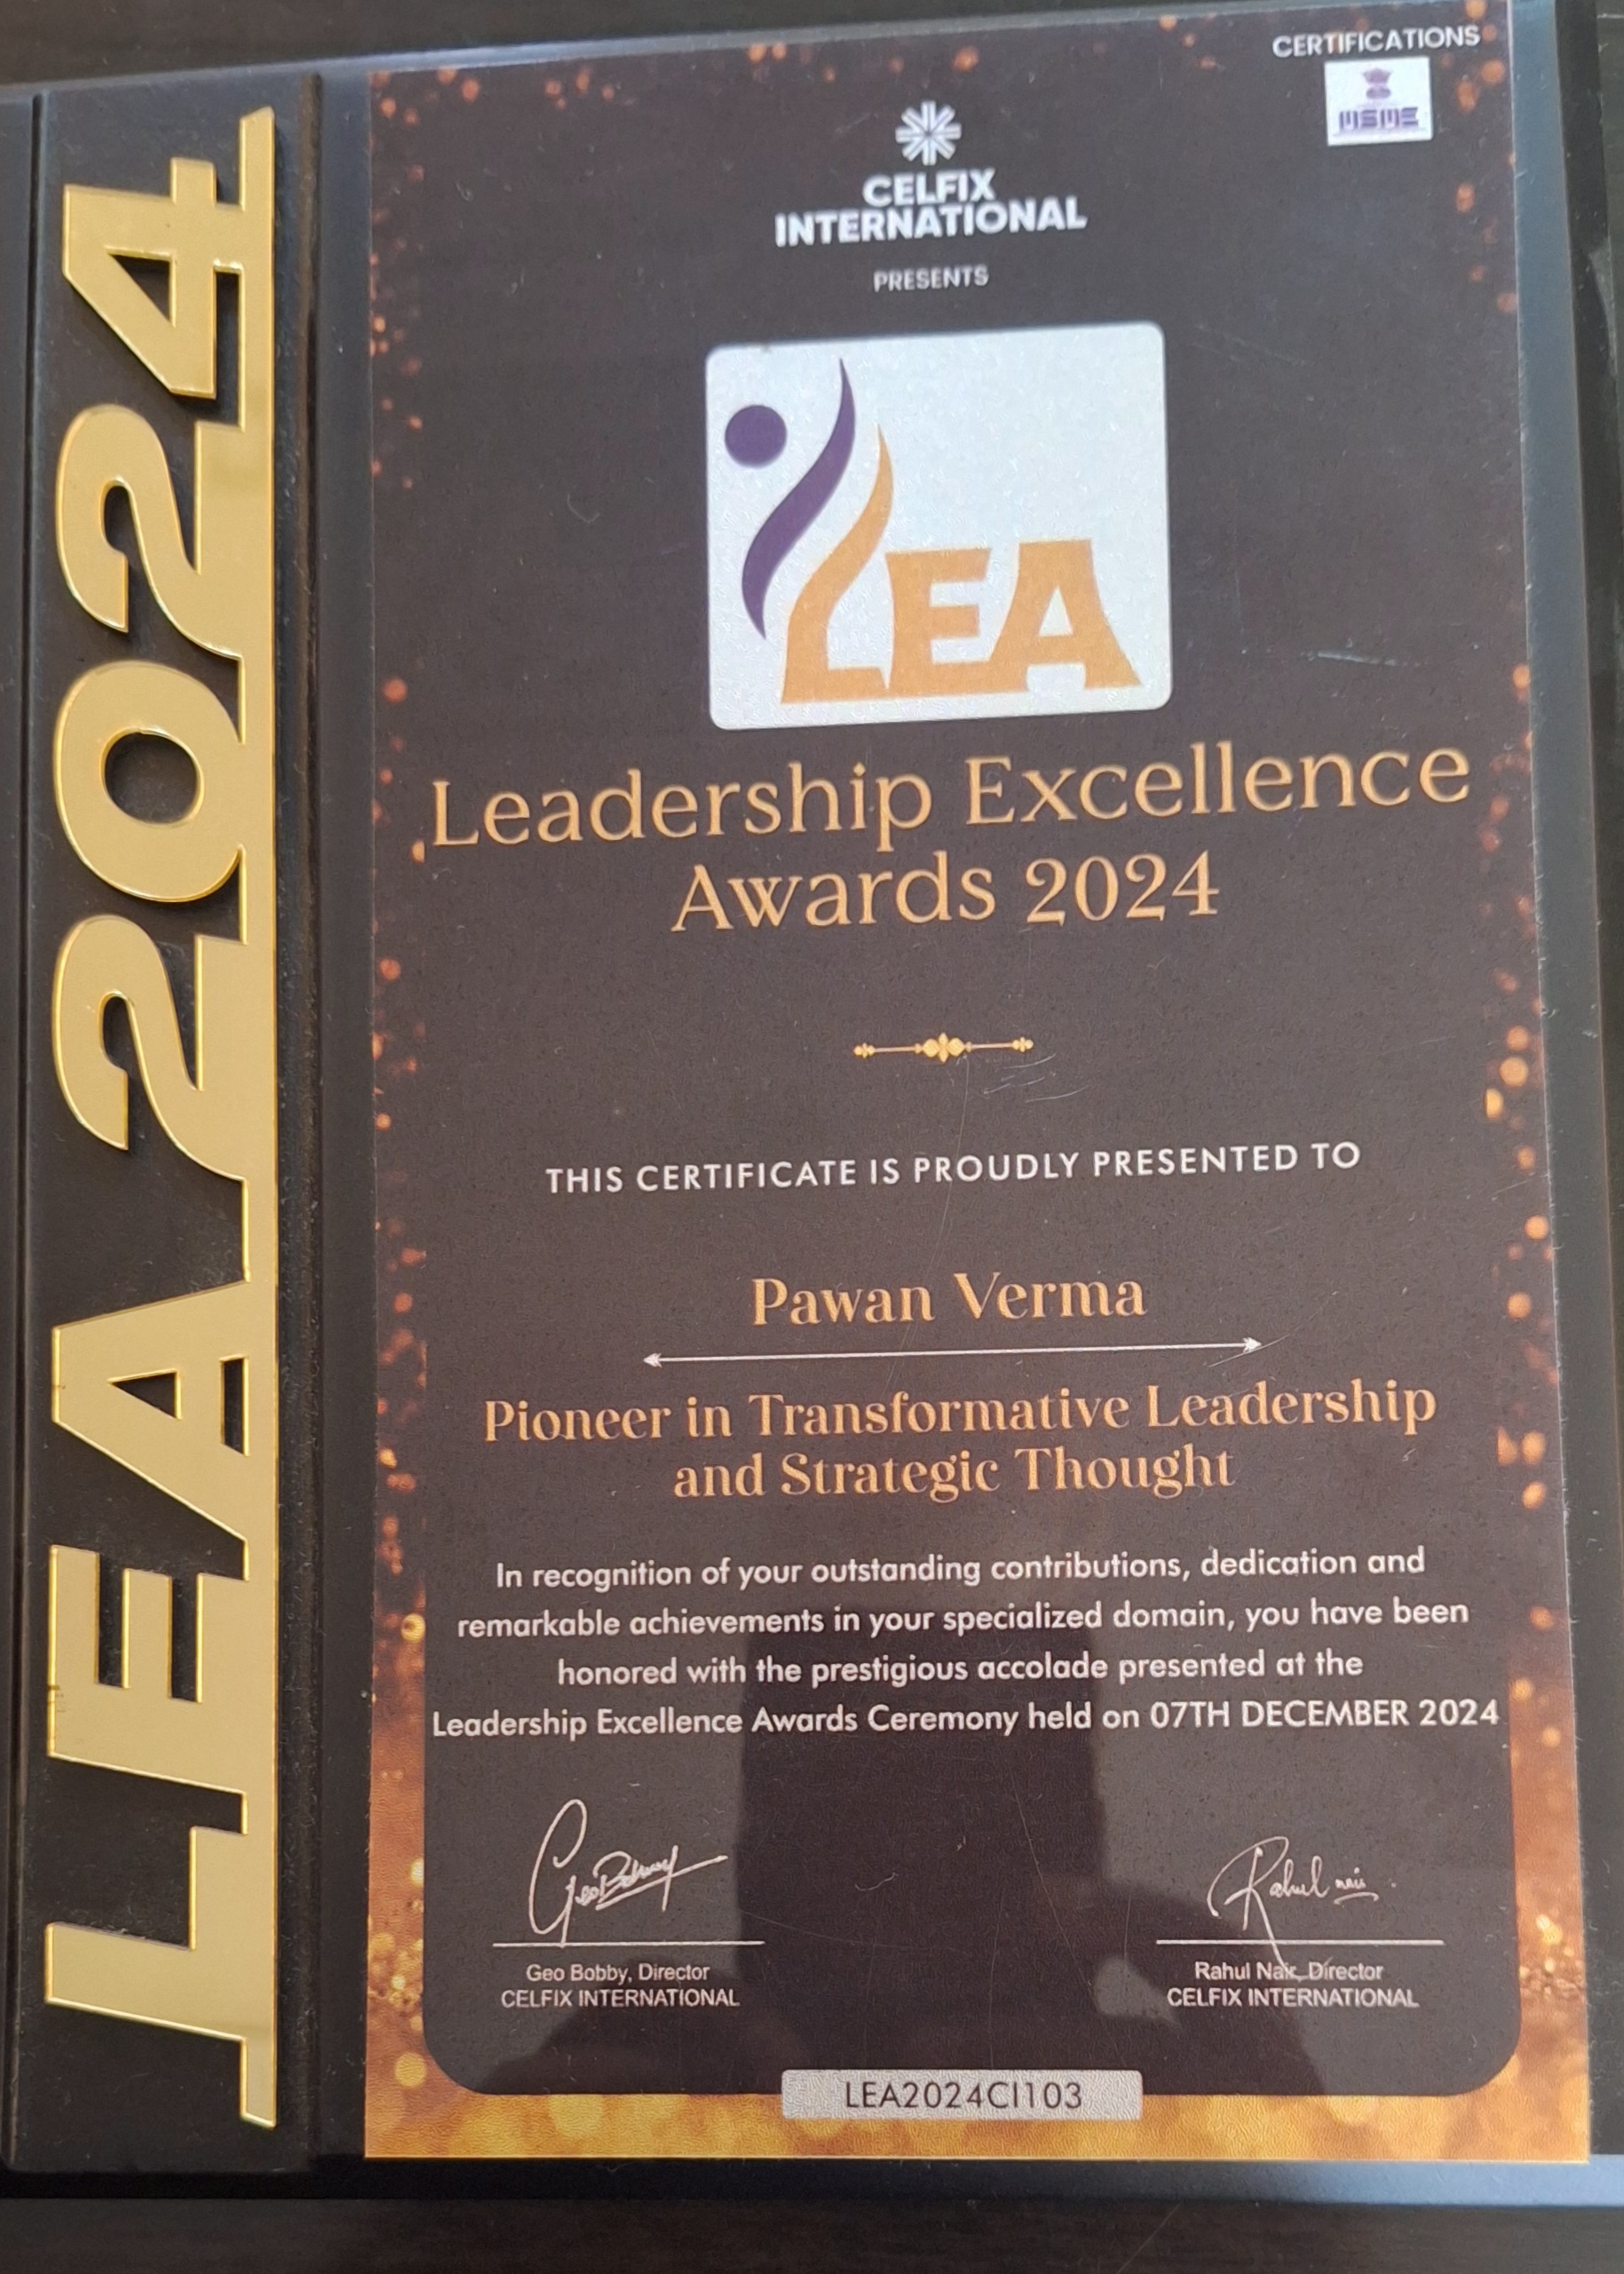 LEA 2024
CERTIFICATIONS
MSME
CELFIX
INTERNATIONAL
PRESENTS
LEA
Leadership Excellence
Awards 2024
THIS CERTIFICATE IS PROUDLY PRESENTED TO
Pawan Verma
Pioneer in Transformative Leadership
and Strategic Thought
In recognition of your outstanding contributions, dedication and
remarkable achievements in your specialized domain, you have been
honored with the prestigious accolade presented at the
Leadership Excellence Awards Ceremony held on 07TH DECEMBER 2024
Geo Bobby
Rahul nair
Geo Bobby, Director
CELFIX INTERNATIONAL
Rahul Nair, Director
CELFIX INTERNATIONAL
LEA2024CI103